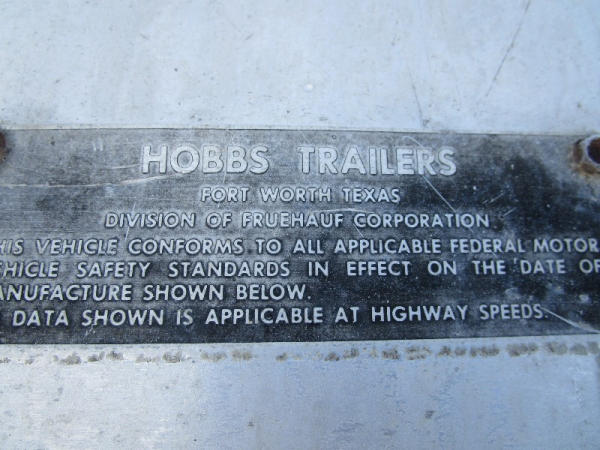 HOBBS TRAILERS
FORT WORTH TEXAS
DIVISION OF FRUEHAUF CORPORATION
HIS VEHICLE CONFORMS TO ALL APPLICABLE FEDERAL MOTOR
EHICLE SAFETY STANDARDS IN EFFECT ON THE DATE OF
ANUFACTURE SHOWN BELOW.
DATA SHOWN IS APPLICABLE AT HIGHWAY SPEEDS.